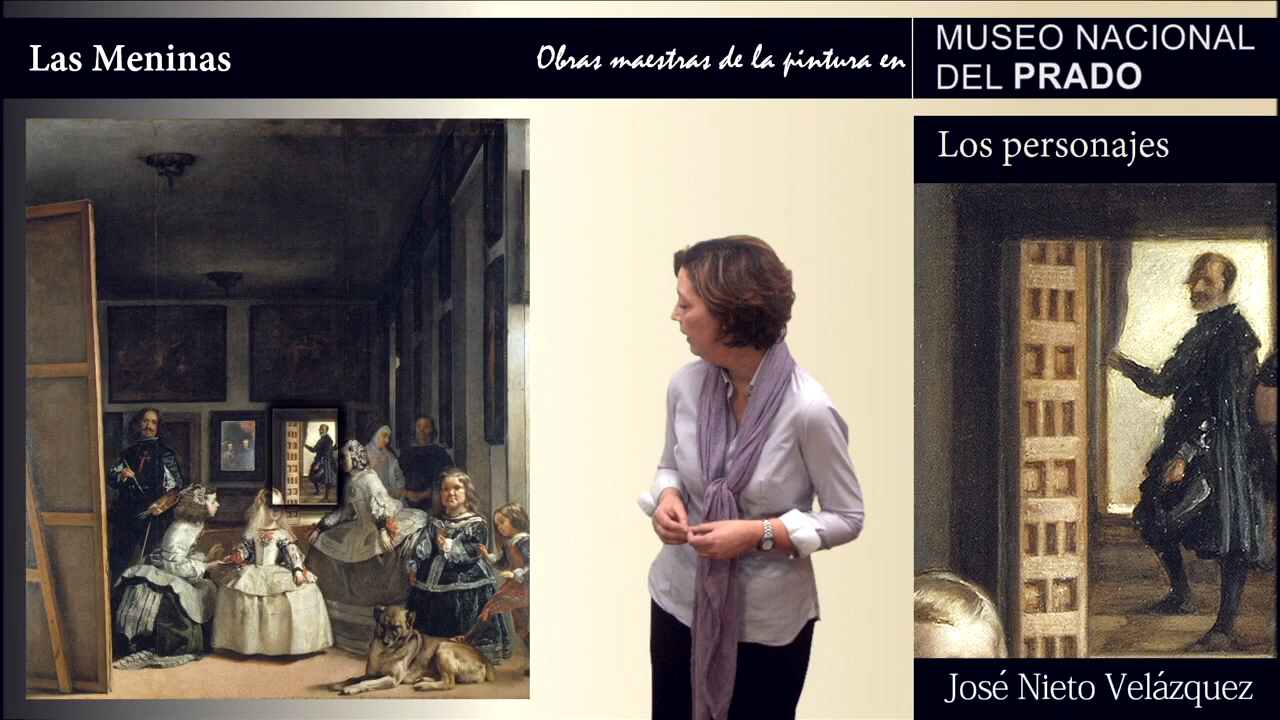 Las Meninas
Obras maestras de la pintura en
MUSEO NACIONAL
DEL PRADO
Los personajes
José Nieto Velázquez